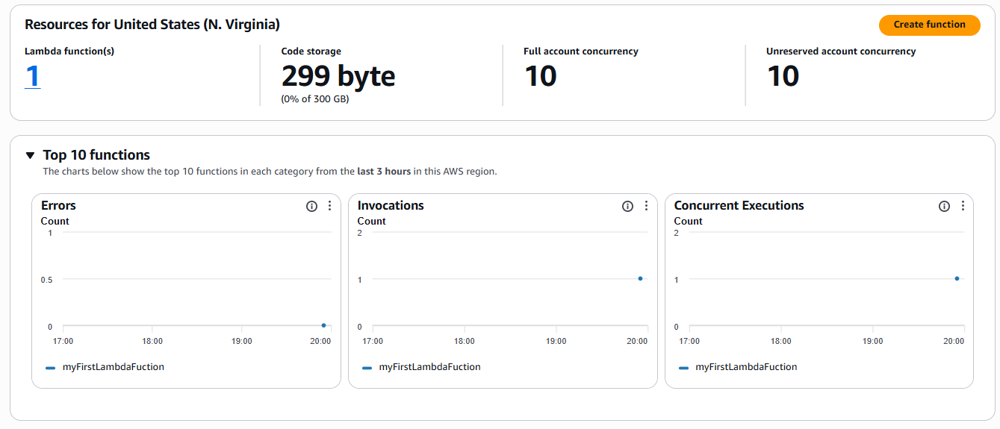 Resources for United States (N. Virginia)
Create function
Lambda function(s)
1
Code storage
299 byte
(0% of 300 GB)
Full account concurrency
10
Unreserved account concurrency
10
Top 10 functions
The charts below show the top 10 functions in each category from the last 3 hours in this AWS region.
Errors
Count
1
0.5
0
17:00 18:00 19:00 20:00
myFirstLambdaFuction
Invocations
Count
2
1
0
17:00 18:00 19:00 20:00
myFirstLambdaFuction
Concurrent Executions
Count
2
1
0
17:00 18:00 19:00 20:00
myFirstLambdaFuction